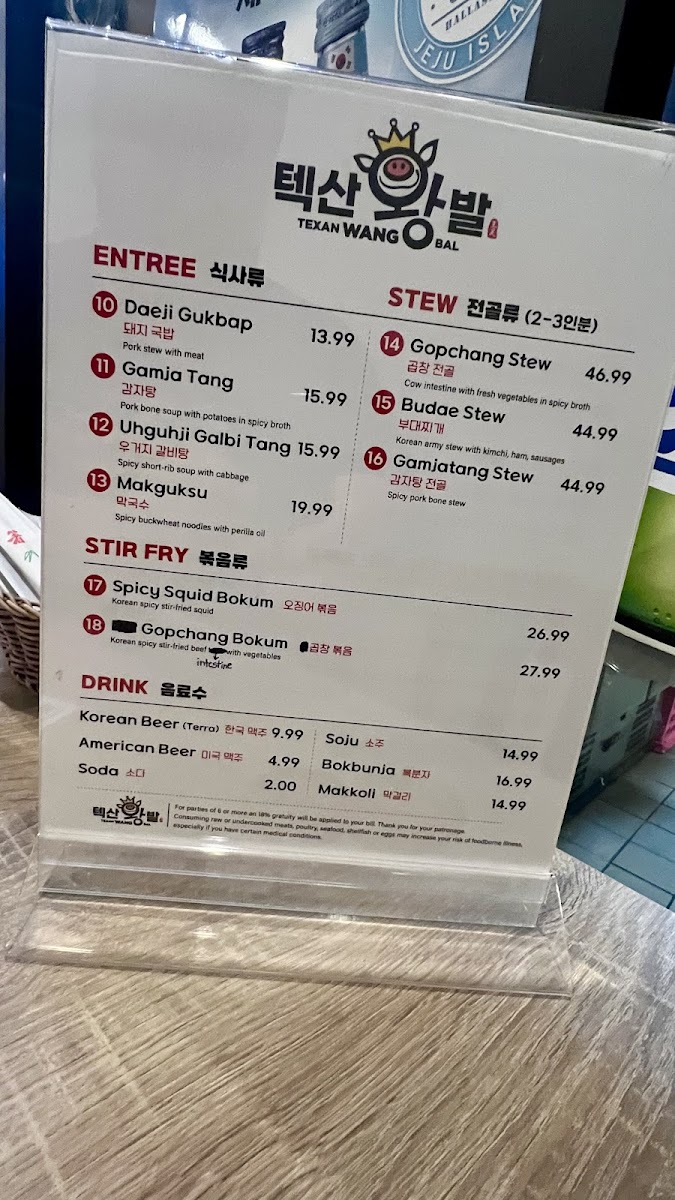 DALLAS
JEJU ISLA
텍산 왕발
TEXAN WANG BAL
ENTREE 식사류
10 Daeji Gukbap 13.99
돼지 국밥
Pork stew with meat
11 Gamja Tang 15.99
감자탕
Pork bone soup with potatoes in spicy broth
12 Uhguhji Galbi Tang 15.99
우거지 갈비탕
Spicy short-rib soup with cabbage
13 Makguksu 19.99
막국수
Spicy buckwheat noodles with perilla oil
STEW 전골류 (2-3인분)
14 Gopchang Stew 46.99
곱창 전골
Cow intestine with fresh vegetables in spicy broth
15 Budae Stew 44.99
부대찌개
Korean army stew with kimchi, ham, sausages
16 Gamjatang Stew 44.99
감자탕 전골
Spicy pork bone stew
STIR FRY 볶음류
17 Spicy Squid Bokum 오징어 볶음 26.99
Korean spicy stir-fried squid
18 Gopchang Bokum 곱창 볶음 27.99
Korean spicy stir-fried beef with vegetables
intestine
DRINK 음료수
Korean Beer (Terra) 한국 맥주 9.99
American Beer 미국 맥주 4.99
Soda 소다 2.00
Soju 소주 14.99
Bokbunja 복분자 16.99
Makkoli 막걸리 14.99
텍산 왕발
TEXAN WANG BAL
For parties of 6 or more an 18% gratuity will be applied to your bill. Thank you for your patronage.
Consuming raw or undercooked meats, poultry, seafood, shellfish or eggs may increase your risk of foodborne illness,
especially if you have certain medical conditions.